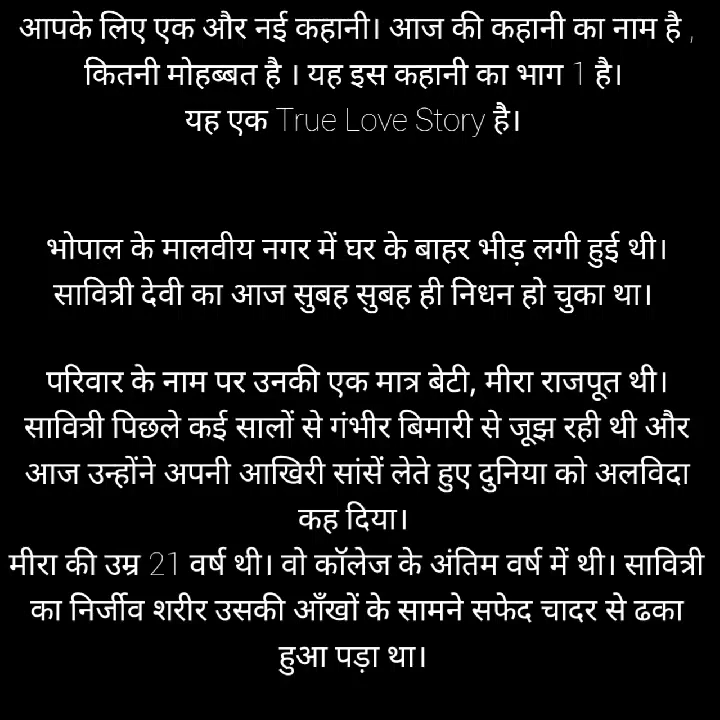 आपके लिए एक और नई कहानी। आज की कहानी का नाम है ,
कितनी मोहब्बत है । यह इस कहानी का भाग 1 है।
यह एक True Love Story है।
भोपाल के मालवीय नगर में घर के बाहर भीड़ लगी हुई थी।
सावित्री देवी का आज सुबह सुबह ही निधन हो चुका था।
परिवार के नाम पर उनकी एक मात्र बेटी, मीरा राजपूत थी।
सावित्री पिछले कई सालों से गंभीर बिमारी से जूझ रही थी और
आज उन्होंने अपनी आखिरी सांसें लेते हुए दुनिया को अलविदा
कह दिया।
मीरा की उम्र 21 वर्ष थी। वो कॉलेज के अंतिम वर्ष में थी। सावित्री
का निर्जीव शरीर उसकी आँखों के सामने सफेद चादर से ढका
हुआ पड़ा था।